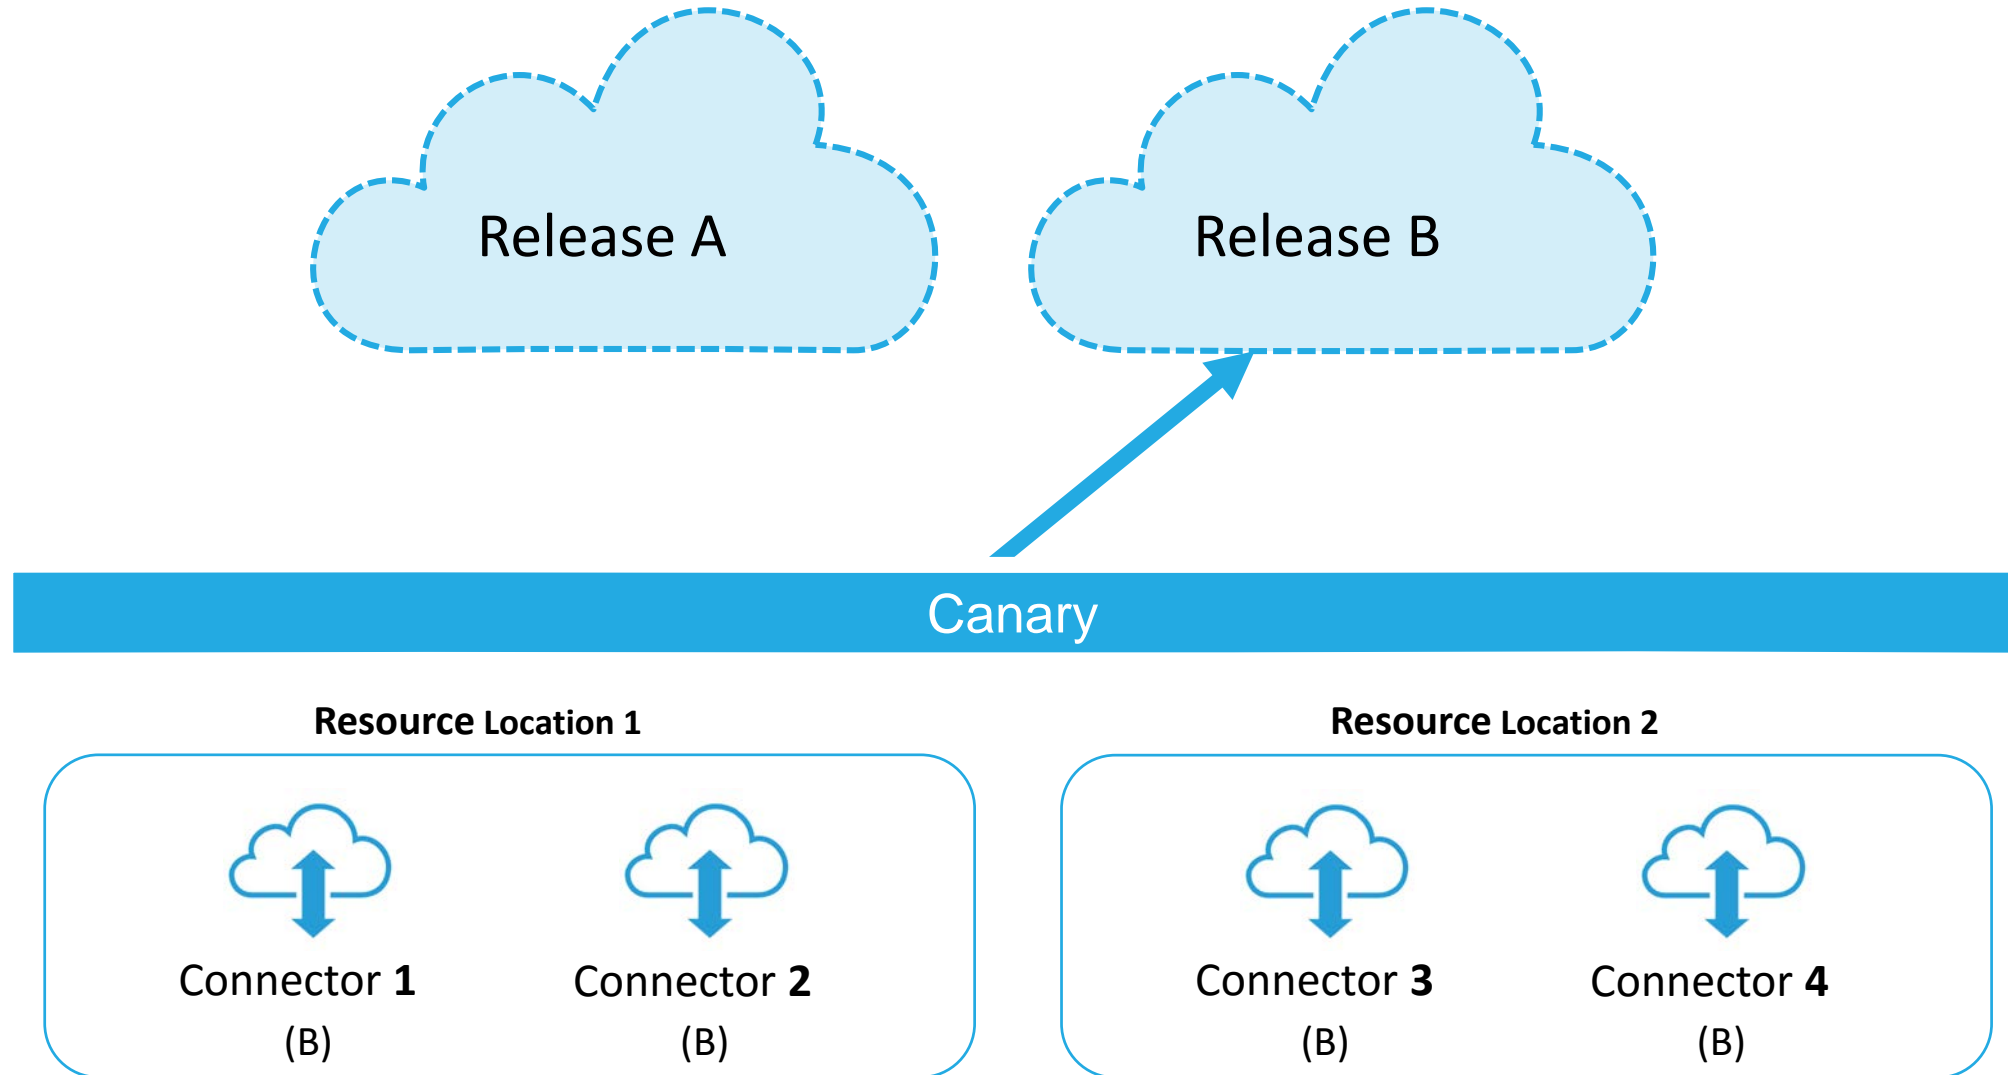 Release A
Release B
Canary
Resource Location 1
Resource Location 2
Connector 1
(B)
Connector 2
(B)
Connector 3
(B)
Connector 4
(B)